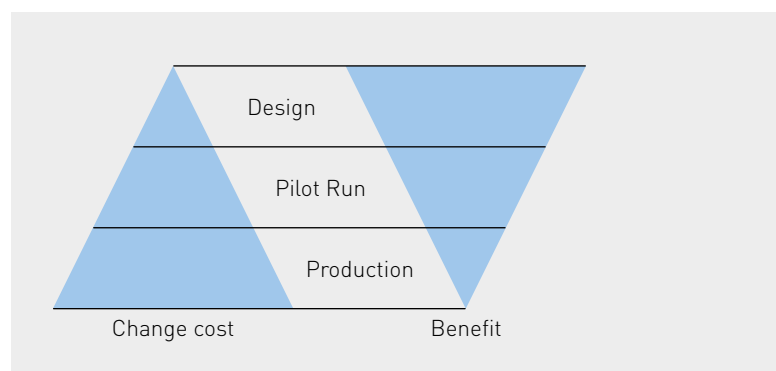 Design
Pilot Run
Production
Change cost
Benefit